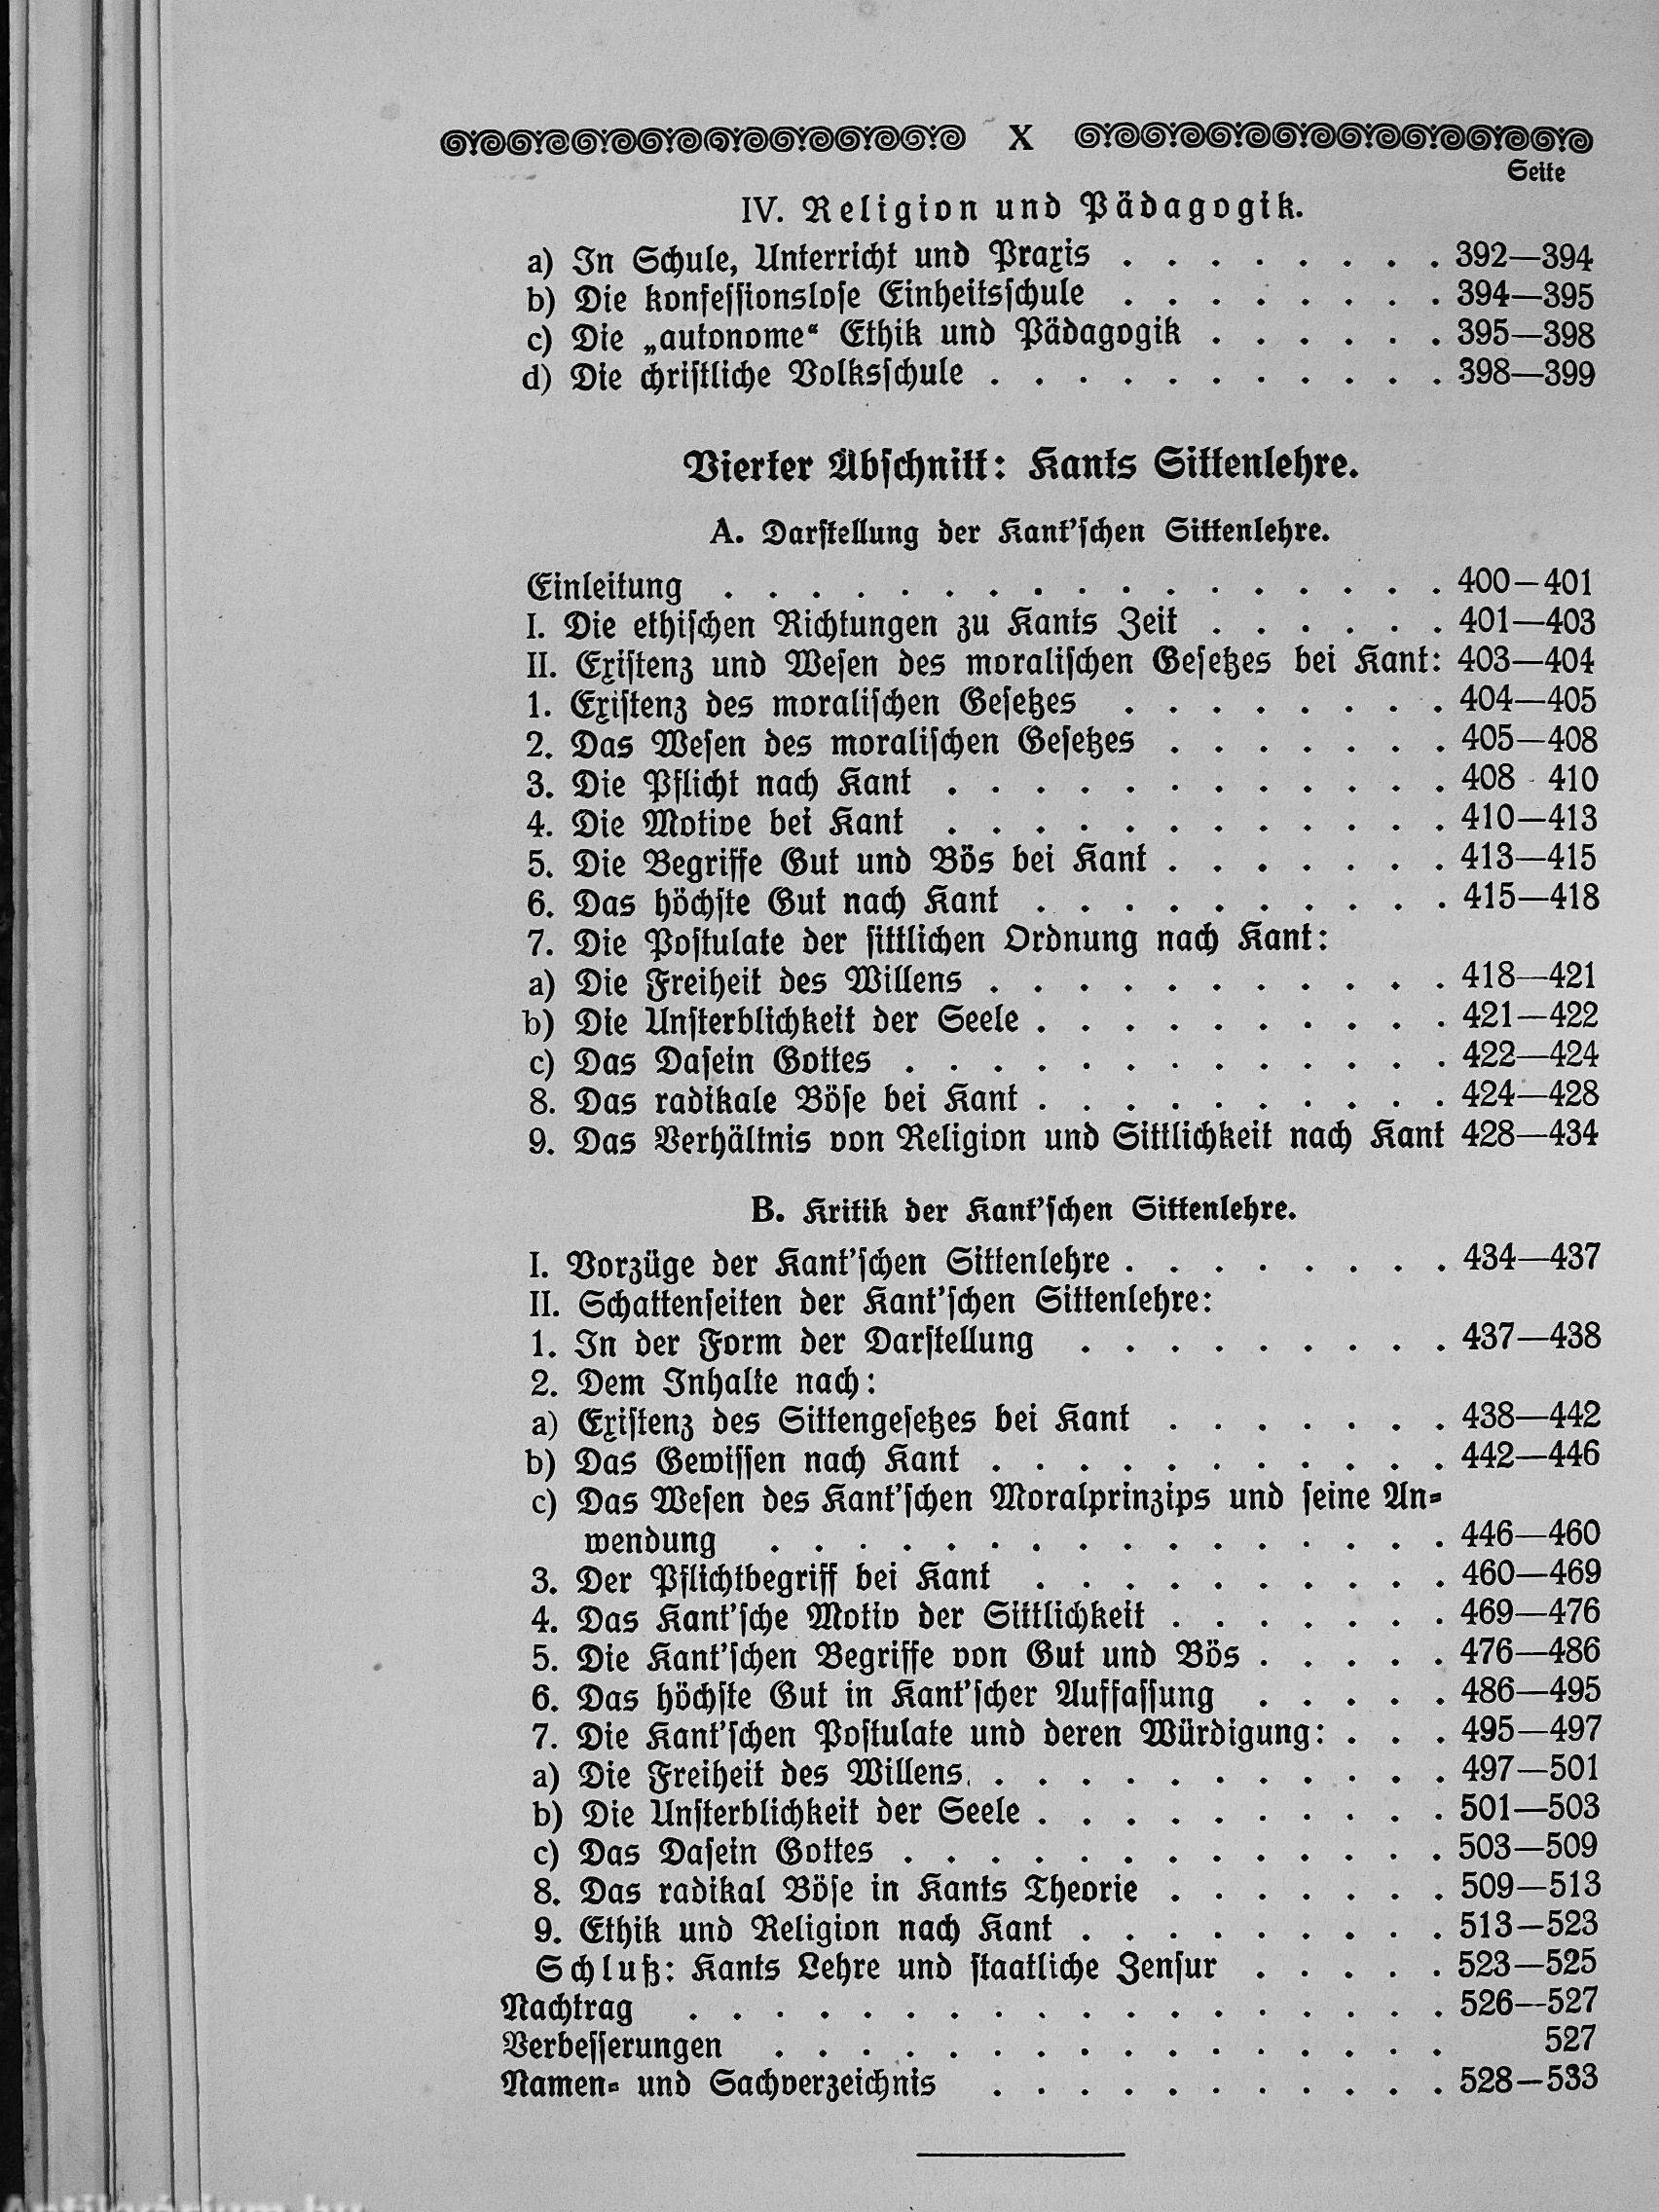 X
Seite
IV. Religion und Pädagogik.
a) In Schule, Unterricht und Praxis . . . . . . . . 392—394
b) Die konfessionslose Einheitsschule . . . . . . . . 394—395
c) Die „autonome“ Ethik und Pädagogik . . . . . . 395—398
d) Die christliche Volksschule . . . . . . . . . . . 398—399
Vierter Abschnitt: Kants Sittenlehre.
A. Darstellung der Kant'schen Sittenlehre.
Einleitung . . . . . . . . . . . . . . . . . 400—401
I. Die ethischen Richtungen zu Kants Zeit . . . . . . 401—403
II. Existenz und Wesen des moralischen Gesetzes bei Kant: 403—404
1. Existenz des moralischen Gesetzes . . . . . . . . 404—405
2. Das Wesen des moralischen Gesetzes . . . . . . . 405—408
3. Die Pflicht nach Kant . . . . . . . . . . . . 408 - 410
4. Die Motive bei Kant . . . . . . . . . . . . 410—413
5. Die Begriffe Gut und Bös bei Kant . . . . . . . 413—415
6. Das höchste Gut nach Kant . . . . . . . . . . 415—418
7. Die Postulate der sittlichen Ordnung nach Kant:
a) Die Freiheit des Willens . . . . . . . . . . . 418—421
b) Die Unsterblichkeit der Seele . . . . . . . . . . 421—422
c) Das Dasein Gottes . . . . . . . . . . . . . 422—424
8. Das radikale Böse bei Kant . . . . . . . . . . 424—428
9. Das Verhältnis von Religion und Sittlichkeit nach Kant 428—434
B. Kritik der Kant'schen Sittenlehre.
I. Vorzüge der Kant'schen Sittenlehre . . . . . . . . 434—437
II. Schattenseiten der Kant'schen Sittenlehre:
1. In der Form der Darstellung . . . . . . . . . 437—438
2. Dem Inhalte nach:
a) Existenz des Sittengesetzes bei Kant . . . . . . . 438—442
b) Das Gewissen nach Kant . . . . . . . . . . . 442—446
c) Das Wesen des Kant'schen Moralprinzips und seine An-
wendung . . . . . . . . . . . . . . . . 446—460
3. Der Pflichtbegriff bei Kant . . . . . . . . . . 460—469
4. Das Kant'sche Motiv der Sittlichkeit . . . . . . . 469—476
5. Die Kant'schen Begriffe von Gut und Bös . . . . . 476—486
6. Das höchste Gut in Kant'scher Auffassung . . . . . 486—495
7. Die Kant'schen Postulate und deren Würdigung: . . . 495—497
a) Die Freiheit des Willens . . . . . . . . . . . 497—501
b) Die Unsterblichkeit der Seele . . . . . . . . . . 501—503
c) Das Dasein Gottes . . . . . . . . . . . . . 503—509
8. Das radikal Böse in Kants Theorie . . . . . . . 509—513
9. Ethik und Religion nach Kant . . . . . . . . . 513—523
Schluß: Kants Lehre und staatliche Zensur . . . . . 523—525
Nachtrag . . . . . . . . . . . . . . . . . . 526—527
Verbesserungen . . . . . . . . . . . . . . . . 527
Namen- und Sachverzeichnis . . . . . . . . . . . 528—533
Antikvárium.hu